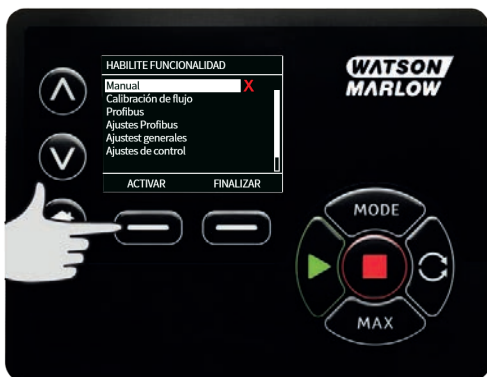 HABILITE FUNCIONALIDAD
Manual X
Calibración de flujo
Profibus
Ajustes Profibus
Ajustest generales
Ajustes de control
ACTIVAR FINALIZAR
WATSON
MARLOW
MODE
MAX